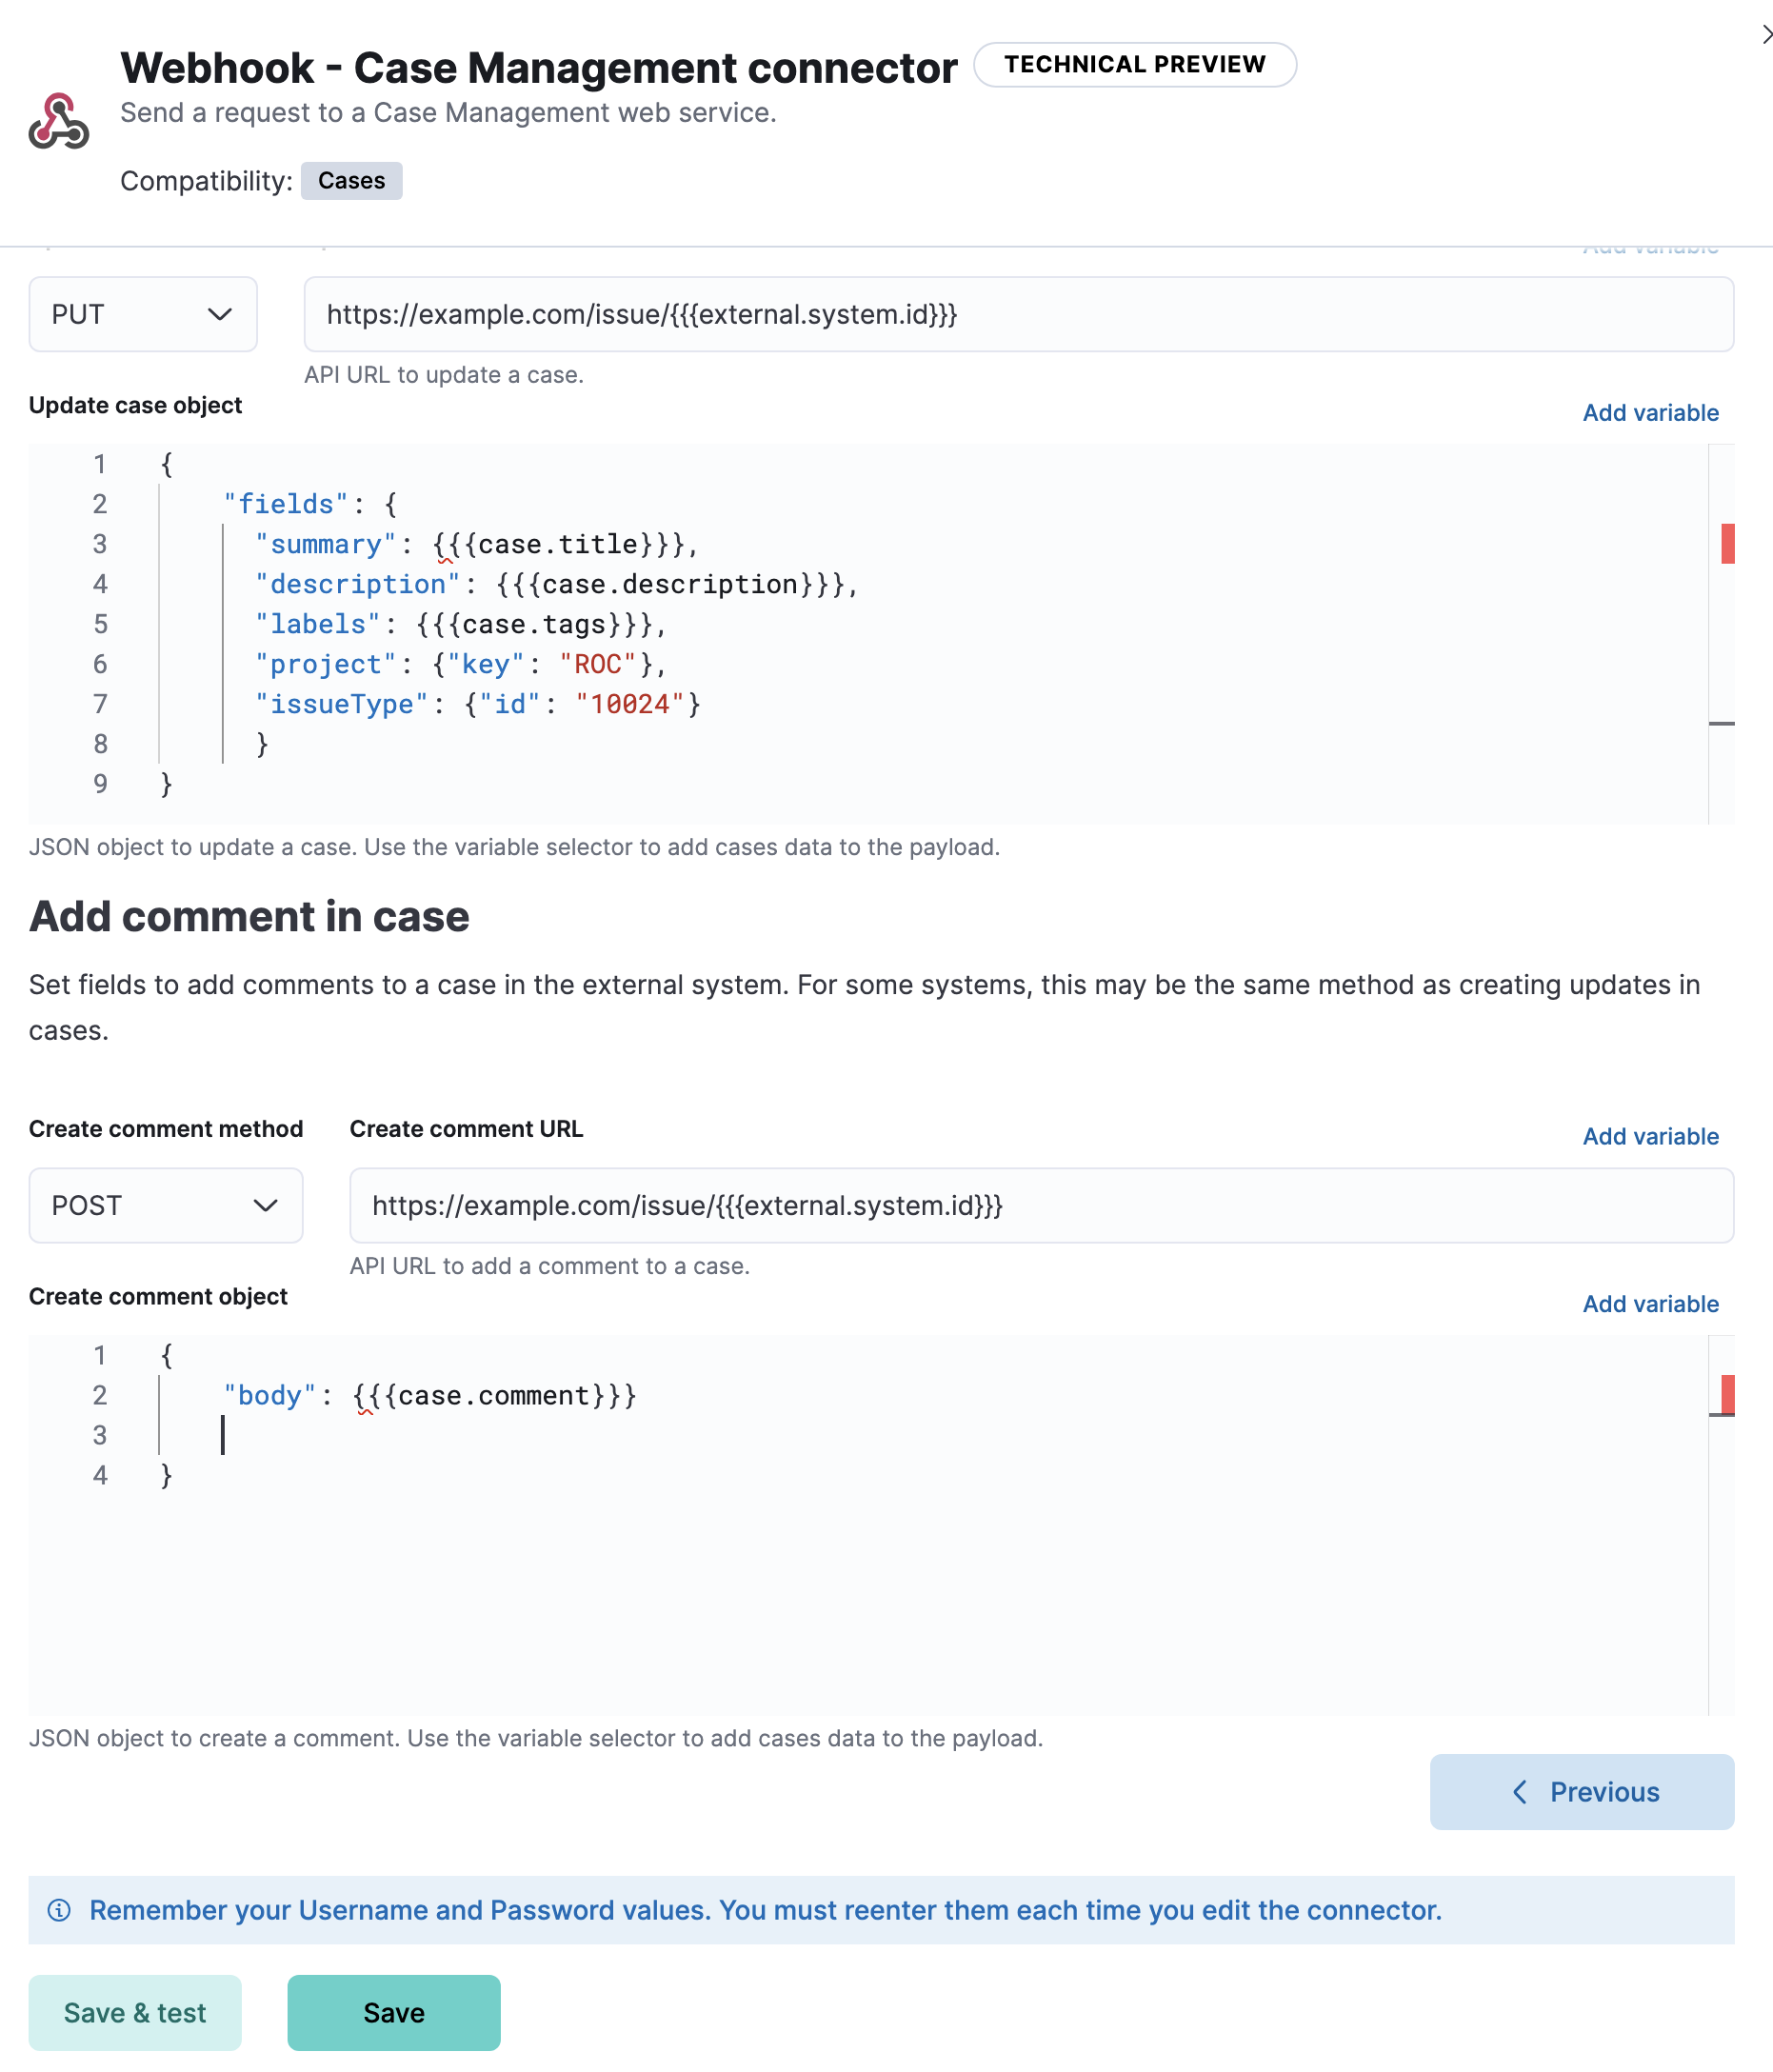 Webhook - Case Management connector TECHNICAL PREVIEW
Send a request to a Case Management web service.
Compatibility: Cases
Add variable
PUT https://example.com/issue/{{{external.system.id}}}
API URL to update a case.
Update case object Add variable
1 {
2 "fields": {
3 "summary": {{{case.title}}},
4 "description": {{{case.description}}},
5 "labels": {{{case.tags}}},
6 "project": {"key": "ROC"},
7 "issueType": {"id": "10024"}
8 }
9 }
JSON object to update a case. Use the variable selector to add cases data to the payload.
Add comment in case
Set fields to add comments to a case in the external system. For some systems, this may be the same method as creating updates in
cases.
Create comment method Create comment URL Add variable
POST https://example.com/issue/{{{external.system.id}}}
API URL to add a comment to a case.
Create comment object Add variable
1 {
2 "body": {{{case.comment}}}
3
4 }
JSON object to create a comment. Use the variable selector to add cases data to the payload.
Previous
Remember your Username and Password values. You must reenter them each time you edit the connector.
Save & test Save